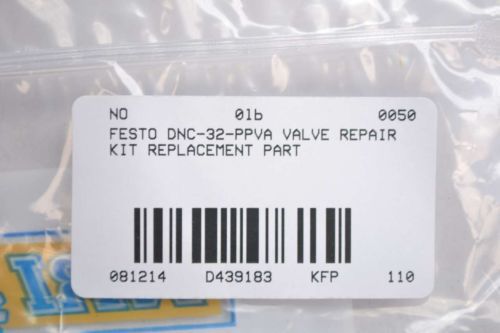 NO 01b 0050
FESTO DNC-32-PPVA VALVE REPAIR
KIT REPLACEMENT PART
081214 D439183 KFP 110